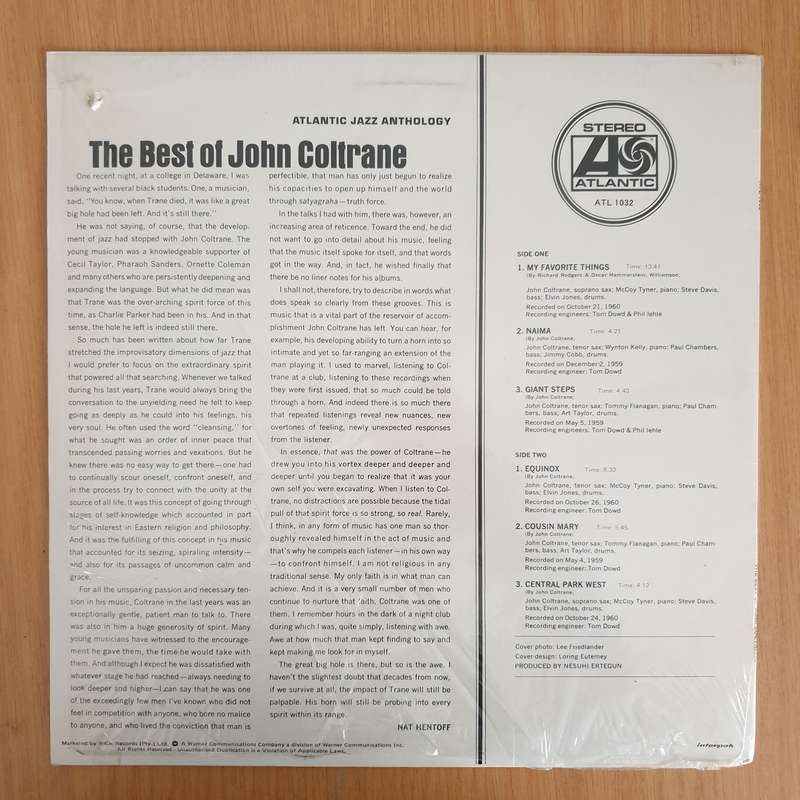 ATLANTIC JAZZ ANTHOLOGY
The Best of John Coltrane
One recent night, at a college in Delaware, I was
talking with several black students. One, a musician,
said, "You know, when Trane died, it was like a great
big hole had been left. And it's still there."
He was not saying, of course, that the develop-
ment of jazz had stopped with John Coltrane. The
young musician was a knowledgeable supporter of
Cecil Taylor, Pharaoh Sanders, Ornette Coleman
and many others who are persistently deepening and
expanding the language. But what he did mean was
that Trane was the over-arching spirit force of this
time, as Charlie Parker had been in his. And in that
sense, the hole he left is indeed still there.
So much has been written about how far Trane
stretched the improvisatory dimensions of jazz that
I would prefer to focus on the extraordinary spirit
that powered all that searching. Whenever we talked
during his last years, Trane would always bring the
conversation to the unyielding need he felt to keep
going as deeply as he could into his feelings, his
very soul. He often used the word "cleansing," for
what he sought was an order of inner peace that
transcended passing worries and vexations. But he
knew there was no easy way to get there—one had
to continually scour oneself, confront oneself, and
in the process try to connect with the unity at the
source of all life. It was this concept of going through
stages of self-knowledge which accounted in part
for his interest in Eastern religion and philosophy.
And it was the fulfilling of this concept in his music
that accounted for its seizing, spiraling intensity—
and also for its passages of uncommon calm and
grace.
For all the unsparing passion and necessary ten-
sion in his music, Coltrane in the last years was an
exceptionally gentle, patient man to talk to. There
was also in him a huge generosity of spirit. Many
young musicians have witnessed to the encourage-
ment he gave them, the time he would take with
them. And although I expect he was dissatisfied with
whatever stage he had reached—always needing to
look deeper and higher—I can say that he was one
of the exceedingly few men I've known who did not
feel in competition with anyone, who bore no malice
to anyone, and who lived the conviction that man is
perfectible, that man has only just begun to realize
his capacities to open up himself and the world
through satyagraha—truth force.
In the talks I had with him, there was, however, an
increasing area of reticence. Toward the end, he did
not want to go into detail about his music, feeling
that the music itself spoke for itself, and that words
got in the way. And, in fact, he wished finally that
there be no liner notes for his albums.
I shall not, therefore, try to describe in words what
does speak so clearly from these grooves. This is
music that is a vital part of the reservoir of accom-
plishment John Coltrane has left. You can hear, for
example, his developing ability to turn a horn into so
intimate and yet so far-ranging an extension of the
man playing it. I used to marvel, listening to Col-
trane at a club, listening to these recordings when
they were first issued, that so much could be told
through a horn. And indeed there is so much there
that repeated listenings reveal new nuances, new
overtones of feeling, newly unexpected responses
from the listener.
In essence, that was the power of Coltrane—he
drew you into his vortex deeper and deeper and
deeper until you began to realize that it was your
own self you were excavating. When I listen to Col-
trane, no distractions are possible because the tidal
pull of that spirit force is so strong, so real. Rarely,
I think, in any form of music has one man so thor-
oughly revealed himself in the act of music and
that's why he compels each listener—in his own way
—to confront himself. I am not religious in any
traditional sense. My only faith is in what man can
achieve. And it is a very small number of men who
continue to nurture that faith. Coltrane was one of
them. I remember hours in the dark of a night club
during which I was, quite simply, listening with awe.
Awe at how much that man kept finding to say and
kept making me look for in myself.
The great big hole is there, but so is the awe. I
haven't the slightest doubt that decades from now,
if we survive at all, the impact of Trane will still be
palpable. His horn will still be probing into every
spirit within its range.
NAT HENTOFF
Marketed by WEA Records (Pty.) Ltd. A Warner Communications Company a division of Warner Communications Inc.
All Rights Reserved - Unauthorised Duplication is a Violation of Applicable Laws.
STEREO
ATLANTIC
ATL 1032
SIDE ONE
1. MY FAVORITE THINGS Time: 13:41
(By Richard Rodgers & Oscar Hammerstein; Williamson;
John Coltrane, soprano sax; McCoy Tyner, piano; Steve Davis,
bass; Elvin Jones, drums.
Recorded on October 21, 1960
Recording engineers: Tom Dowd & Phil Iehle
2. NAIMA Time: 4:21
(By John Coltrane;
John Coltrane, tenor sax; Wynton Kelly, piano; Paul Chambers,
bass; Jimmy Cobb, drums.
Recorded on December 2, 1959
Recording engineer: Tom Dowd
3. GIANT STEPS Time: 4:43
(By John Coltrane;
John Coltrane, tenor sax; Tommy Flanagan, piano; Paul Cham-
bers, bass; Art Taylor, drums.
Recorded on May 5, 1959
Recording engineers: Tom Dowd & Phil Iehle
SIDE TWO
1. EQUINOX Time: 8:33
(By John Coltrane;
John Coltrane, tenor sax; McCoy Tyner, piano; Steve Davis,
bass; Elvin Jones, drums.
Recorded on October 26, 1960
Recording engineer: Tom Dowd
2. COUSIN MARY Time: 5:45
(By John Coltrane;
John Coltrane, tenor sax; Tommy Flanagan, piano; Paul Cham-
bers, bass; Art Taylor, drums.
Recorded on May 4, 1959
Recording engineer: Tom Dowd
3. CENTRAL PARK WEST Time: 4:12
(By John Coltrane;
John Coltrane, soprano sax; McCoy Tyner, piano; Steve Davis,
bass; Elvin Jones, drums.
Recorded on October 24, 1960
Recording engineer: Tom Dowd
Cover photo: Lee Friedlander
Cover design: Loring Eutemey
PRODUCED BY NESUHI ERTEGUN
interpak